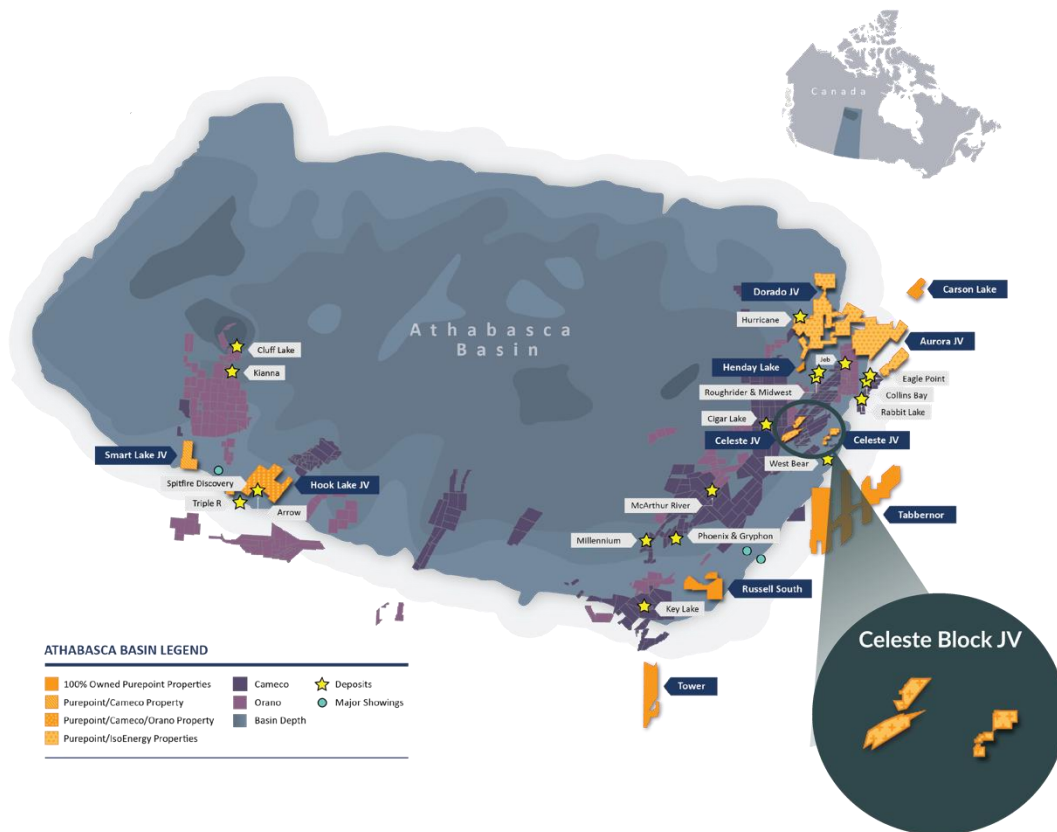 Canada
Athabasca
Basin
Dorado JV
Carson Lake
Hurricane
Aurora JV
Cluff Lake
Henday Lake
Jeb
Kianna
Eagle Point
Roughrider & Midwest
Collins Bay
Rabbit Lake
Cigar Lake
Celeste JV
Celeste JV
Smart Lake JV
West Bear
Spitfire Discovery
Hook Lake JV
Triple R
Arrow
McArthur River
Tabbernor
Millennium
Phoenix & Gryphon
Russell South
Key Lake
Celeste Block JV
Tower
ATHABASCA BASIN LEGEND
100% Owned Purepoint Properties
Purepoint/Cameco Property
Purepoint/Cameco/Orano Property
Purepoint/IsoEnergy Properties
Cameco
Orano
Basin Depth
Deposits
Major Showings